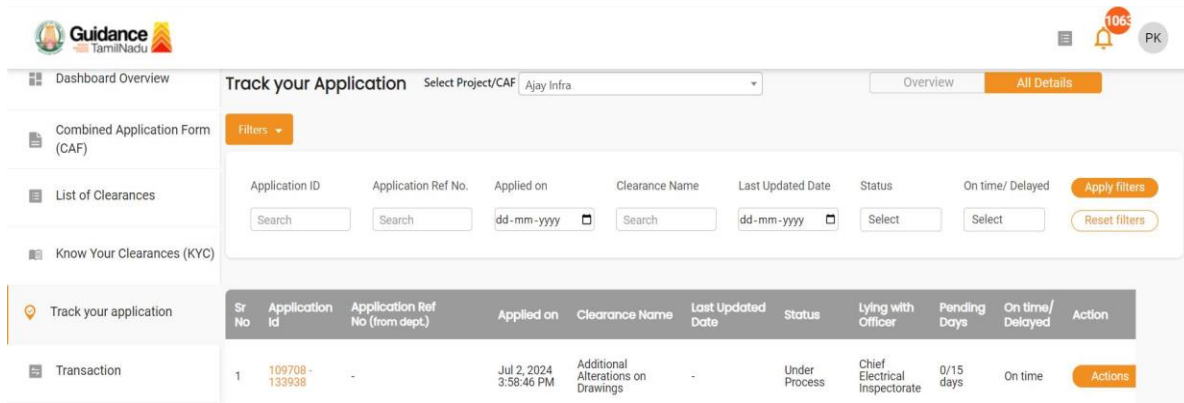 Guidance
TamilNadu
1063
PK
Dashboard Overview
Track your Application Select Project/CAF Ajay Infra Overview All Details
Combined Application Form
(CAF)
Filters
List of Clearances
Application ID Application Ref No. Applied on Clearance Name Last Updated Date Status On time/ Delayed Apply filters
Search Search dd-mm-yyyy Search dd-mm-yyyy Select Select Reset filters
Know Your Clearances (KYC)
Track your application
Sr
No
Application
Id
Application Ref
No (from dept.)
Applied on
Clearance Name
Last Updated
Date
Status
Lying with
Officer
Pending
Days
On time/
Delayed
Action
Transaction
1
109708 -
133938
-
Jul 2, 2024
3:58:46 PM
Additional
Alterations on
Drawings
-
Under
Process
Chief
Electrical
Inspectorate
0/15
days
On time
Actions